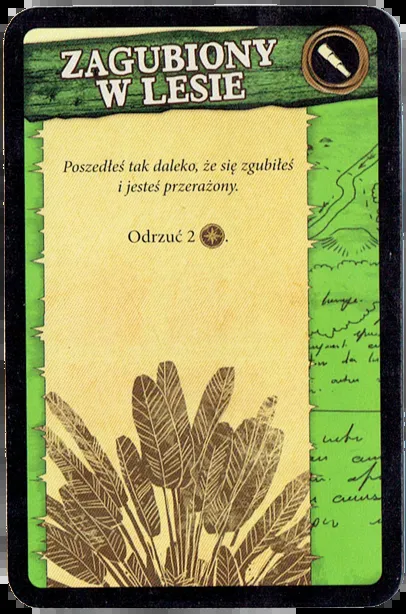 ZAGUBIONY
W LESIE
Poszedłeś tak daleko, że się zgubiłeś
i jesteś przerażony.
Odrzuć 2 .